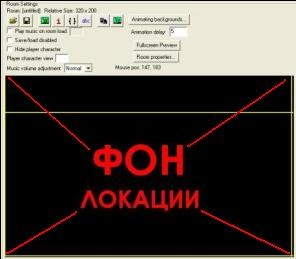 Room Settings
Room: [untitled] Relative Size: 320 x 200
i { } abc Animating backgrounds...
Play music on room load Animation delay: 5
Save/load disabled
Hide player character Fullscreen Preview
Player character view Room properties...
Music volume adjustment: Normal Mouse pos: 147, 183
ФОН
ЛОКАЦИИ